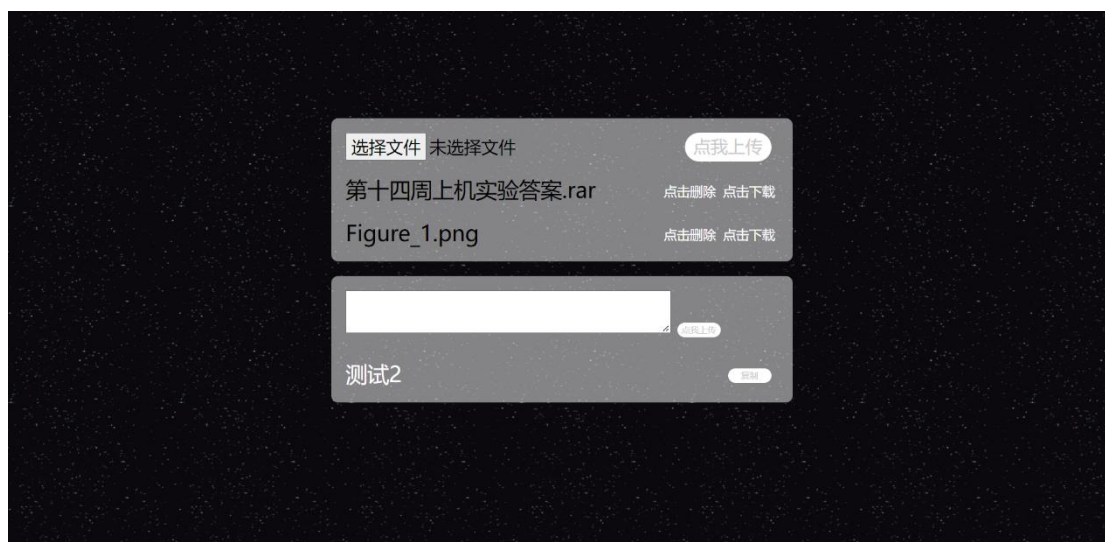 选择文件 未选择文件 点我上传
第十四周上机实验答案.rar 点击删除 点击下载
Figure_1.png 点击删除 点击下载
点我上传
测试2 复制